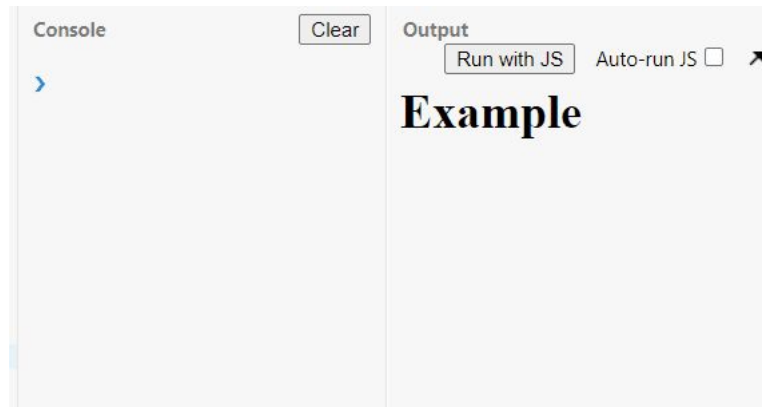 Console
Clear
Output
Run with JS
Auto-run JS
Example